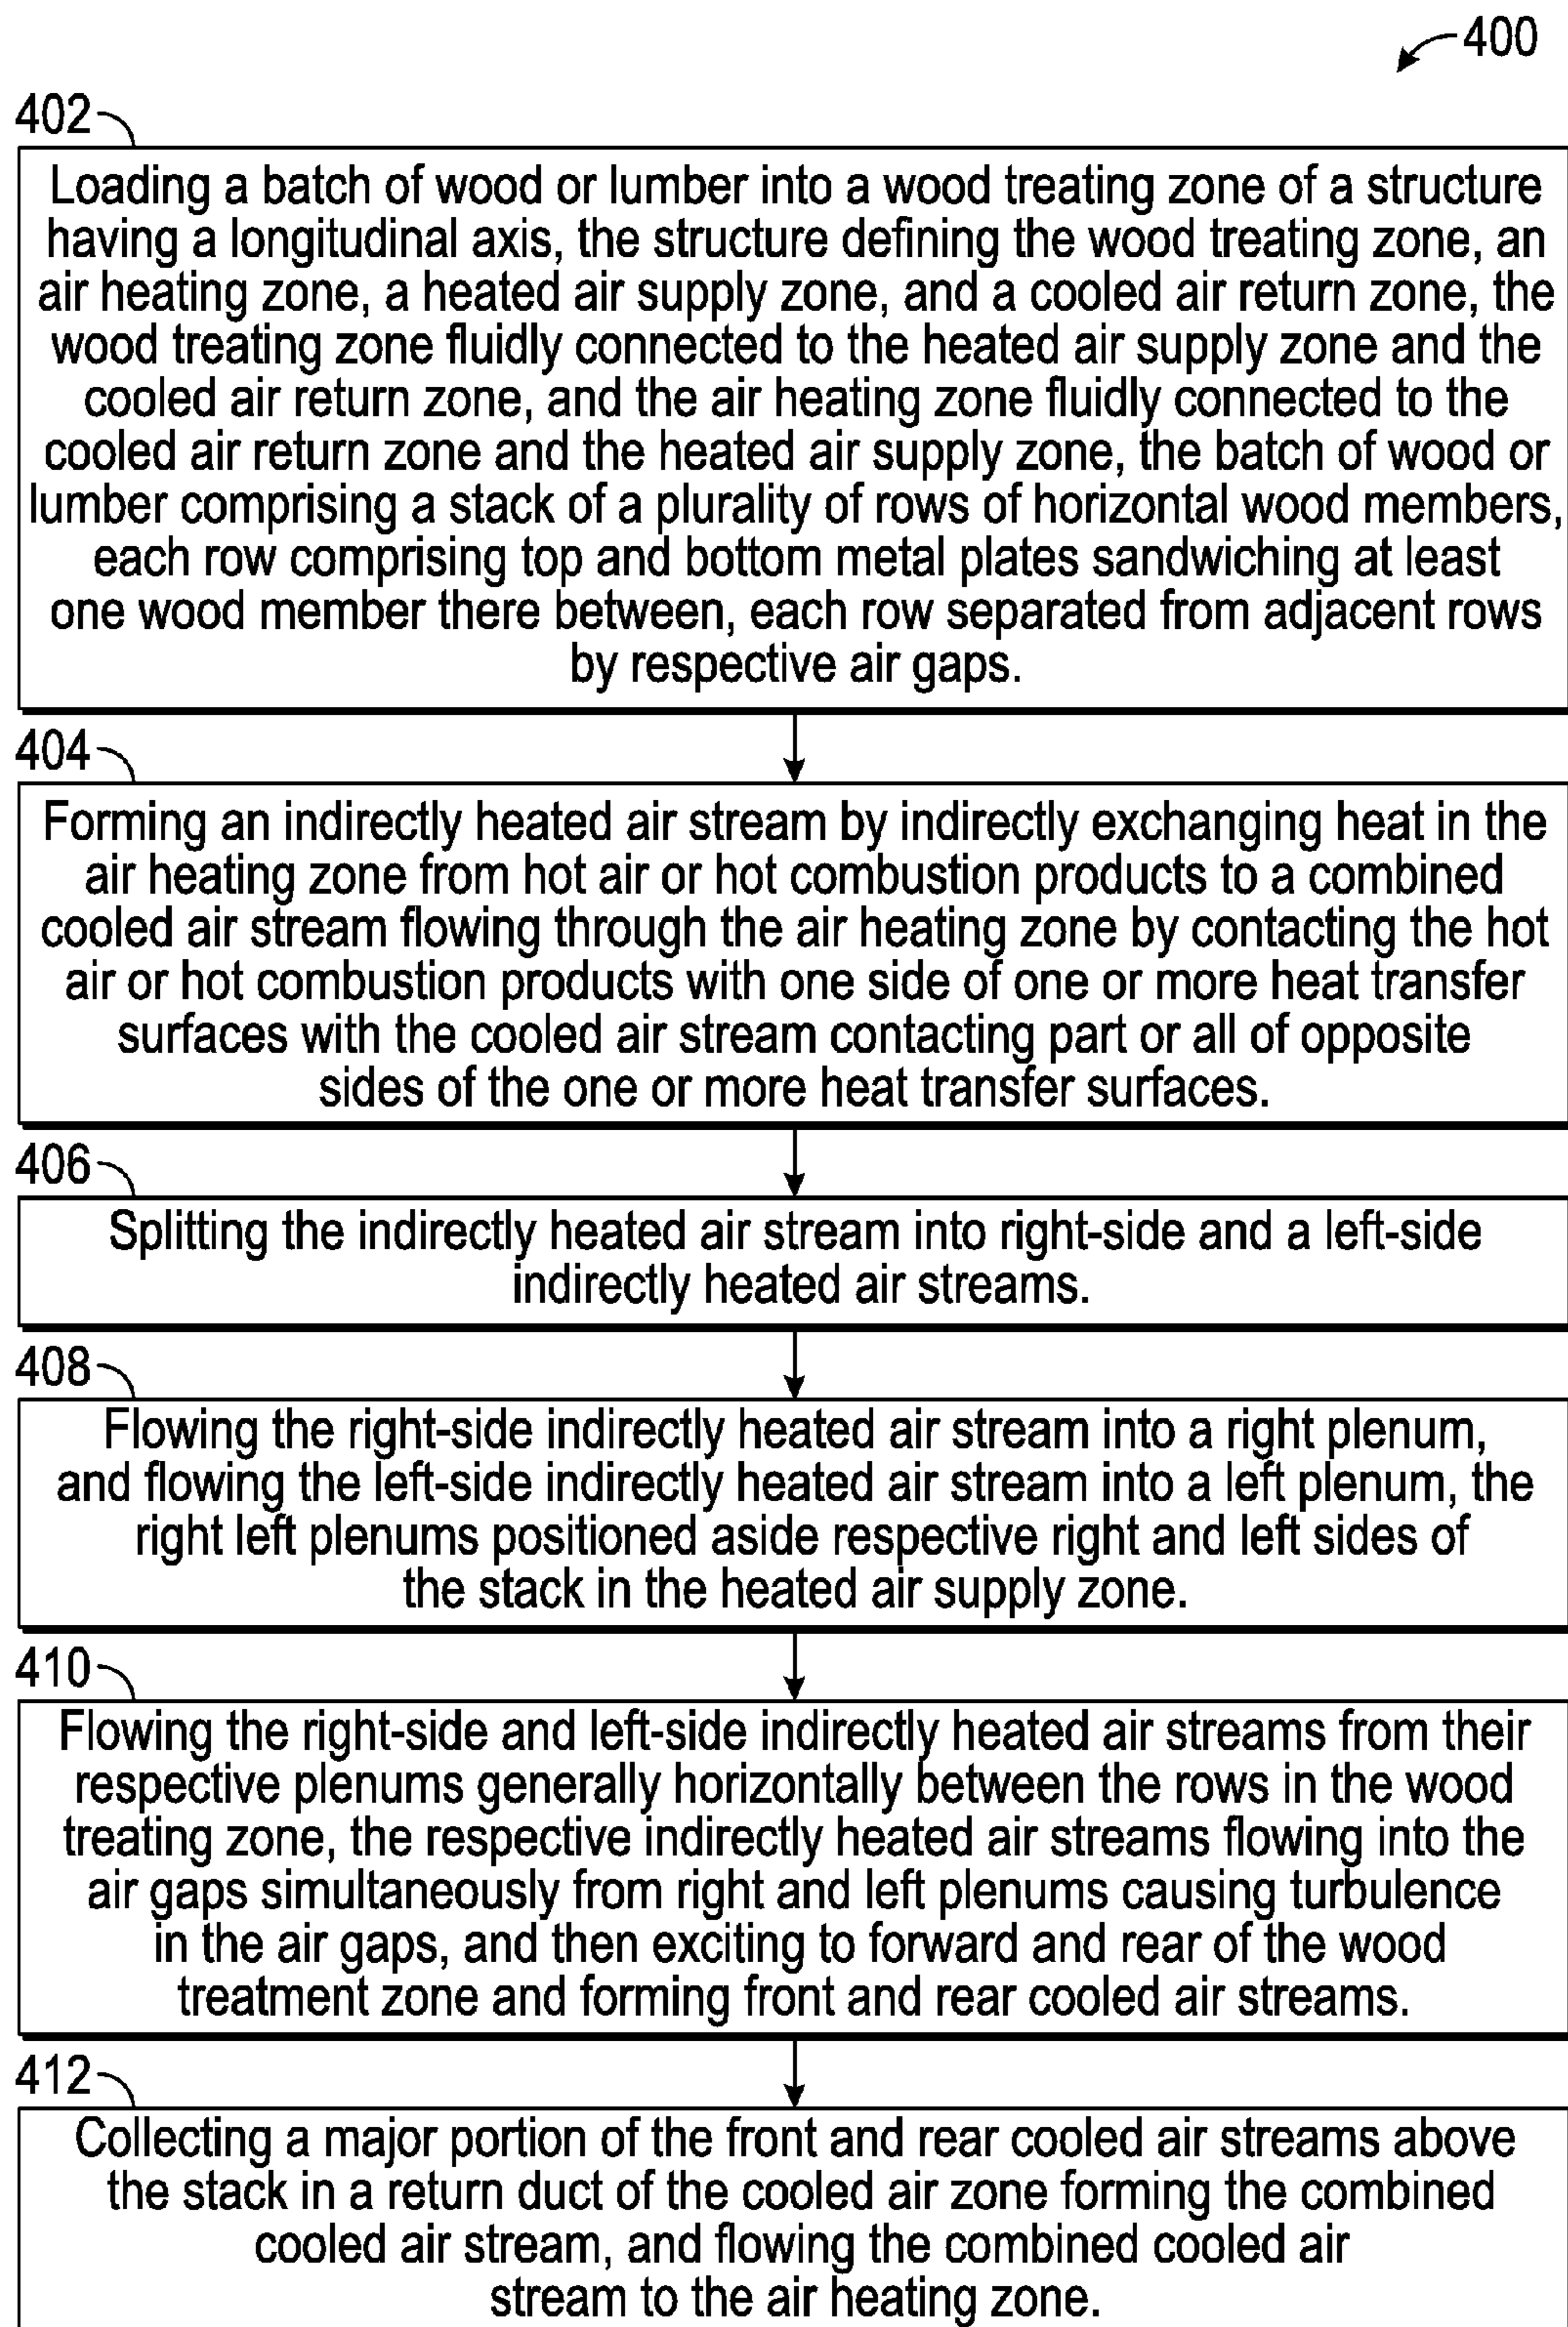 400
402
Loading a batch of wood or lumber into a wood treating zone of a structure
having a longitudinal axis, the structure defining the wood treating zone, an
air heating zone, a heated air supply zone, and a cooled air return zone, the
wood treating zone fluidly connected to the heated air supply zone and the
cooled air return zone, and the air heating zone fluidly connected to the
cooled air return zone and the heated air supply zone, the batch of wood or
lumber comprising a stack of a plurality of rows of horizontal wood members,
each row comprising top and bottom metal plates sandwiching at least
one wood member there between, each row separated from adjacent rows
by respective air gaps.
404
Forming an indirectly heated air stream by indirectly exchanging heat in the
air heating zone from hot air or hot combustion products to a combined
cooled air stream flowing through the air heating zone by contacting the hot
air or hot combustion products with one side of one or more heat transfer
surfaces with the cooled air stream contacting part or all of opposite
sides of the one or more heat transfer surfaces.
406
Splitting the indirectly heated air stream into right-side and a left-side
indirectly heated air streams.
408
Flowing the right-side indirectly heated air stream into a right plenum,
and flowing the left-side indirectly heated air stream into a left plenum, the
right left plenums positioned aside respective right and left sides of
the stack in the heated air supply zone.
410
Flowing the right-side and left-side indirectly heated air streams from their
respective plenums generally horizontally between the rows in the wood
treating zone, the respective indirectly heated air streams flowing into the
air gaps simultaneously from right and left plenums causing turbulence
in the air gaps, and then exciting to forward and rear of the wood
treatment zone and forming front and rear cooled air streams.
412
Collecting a major portion of the front and rear cooled air streams above
the stack in a return duct of the cooled air zone forming the combined
cooled air stream, and flowing the combined cooled air
stream to the air heating zone.